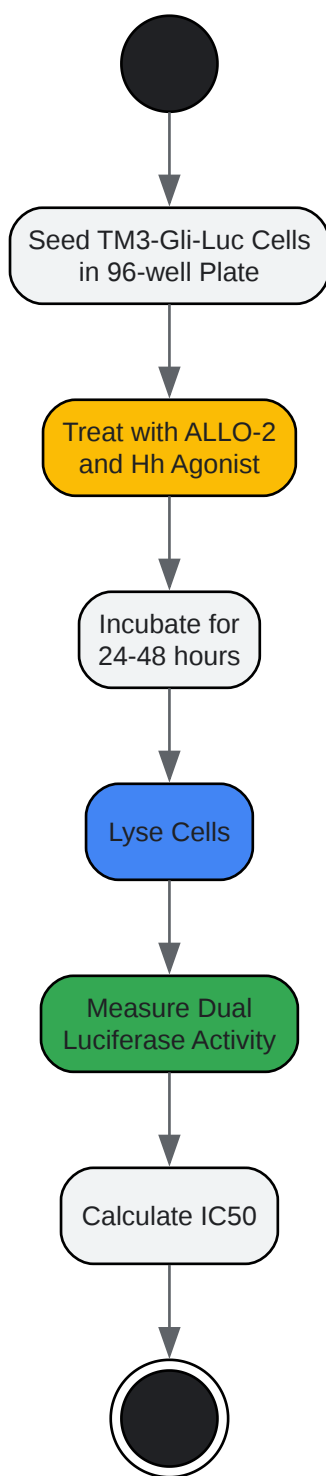 Seed TM3-Gli-Luc Cells
in 96-well Plate
Treat with ALLO-2
and Hh Agonist
Incubate for
24-48 hours
Lyse Cells
Measure Dual
Luciferase Activity
Calculate IC50